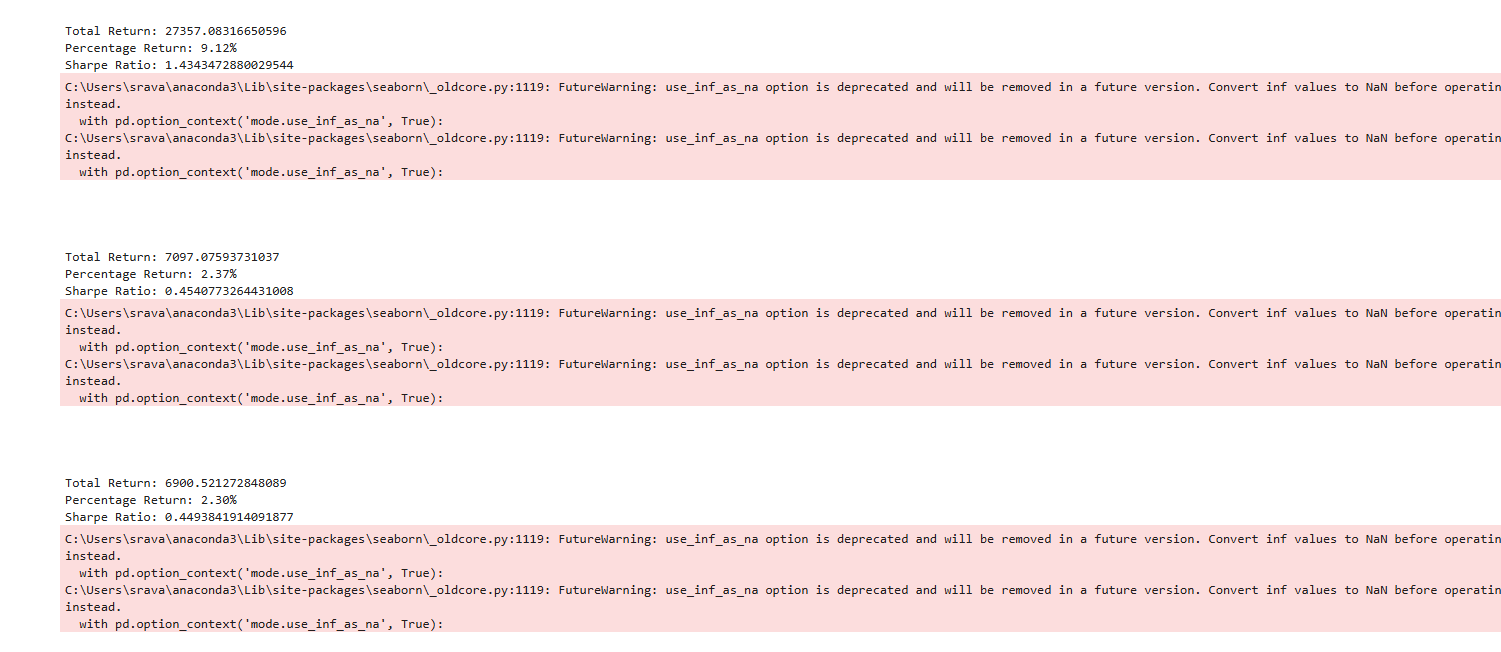 Total Return: 27357.08316650596
Percentage Return: 9.12%
Sharpe Ratio: 1.4343472880029544
C:\Users\srava\anaconda3\Lib\site-packages\seaborn\_oldcore.py:1119: FutureWarning: use_inf_as_na option is deprecated and will be removed in a future version. Convert inf values to NaN before operatin
instead.
  with pd.option_context('mode.use_inf_as_na', True):
C:\Users\srava\anaconda3\Lib\site-packages\seaborn\_oldcore.py:1119: FutureWarning: use_inf_as_na option is deprecated and will be removed in a future version. Convert inf values to NaN before operatin
instead.
  with pd.option_context('mode.use_inf_as_na', True):
Total Return: 7097.07593731037
Percentage Return: 2.37%
Sharpe Ratio: 0.4540773264431008
C:\Users\srava\anaconda3\Lib\site-packages\seaborn\_oldcore.py:1119: FutureWarning: use_inf_as_na option is deprecated and will be removed in a future version. Convert inf values to NaN before operatin
instead.
  with pd.option_context('mode.use_inf_as_na', True):
C:\Users\srava\anaconda3\Lib\site-packages\seaborn\_oldcore.py:1119: FutureWarning: use_inf_as_na option is deprecated and will be removed in a future version. Convert inf values to NaN before operatin
instead.
  with pd.option_context('mode.use_inf_as_na', True):
Total Return: 6900.521272848089
Percentage Return: 2.30%
Sharpe Ratio: 0.4493841914091877
C:\Users\srava\anaconda3\Lib\site-packages\seaborn\_oldcore.py:1119: FutureWarning: use_inf_as_na option is deprecated and will be removed in a future version. Convert inf values to NaN before operatin
instead.
  with pd.option_context('mode.use_inf_as_na', True):
C:\Users\srava\anaconda3\Lib\site-packages\seaborn\_oldcore.py:1119: FutureWarning: use_inf_as_na option is deprecated and will be removed in a future version. Convert inf values to NaN before operatin
instead.
  with pd.option_context('mode.use_inf_as_na', True):